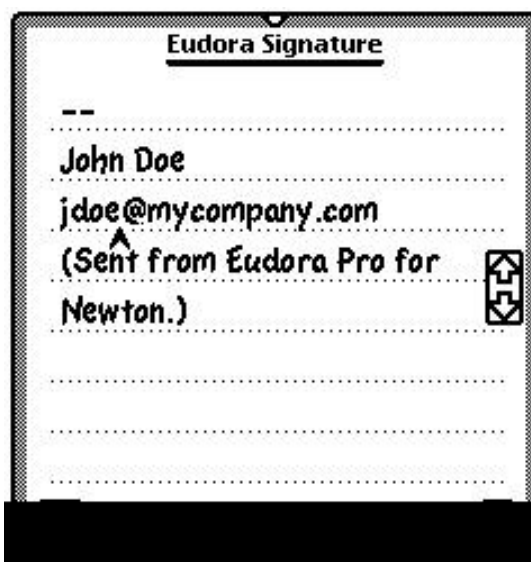 Eudora Signature
--
John Doe
jdoe@mycompany.com
(Sent from Eudora Pro for
Newton.)